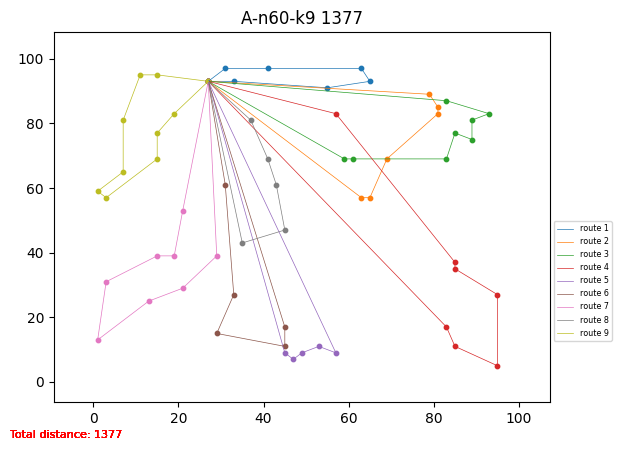 A-n60-k9 1377
100
80
60
40
20
0
0 20 40 60 80 100
route 1
route 2
route 3
route 4
route 5
route 6
route 7
route 8
route 9
Total distance: 1377